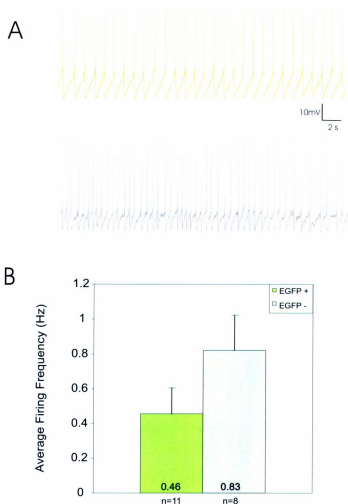 A
10mV
2 s
B
1.2
1
0.8
0.6
0.4
0.2
0
Average Firing Frequency (Hz)
EGFP +
EGFP -
0.46 0.83
n=11 n=8